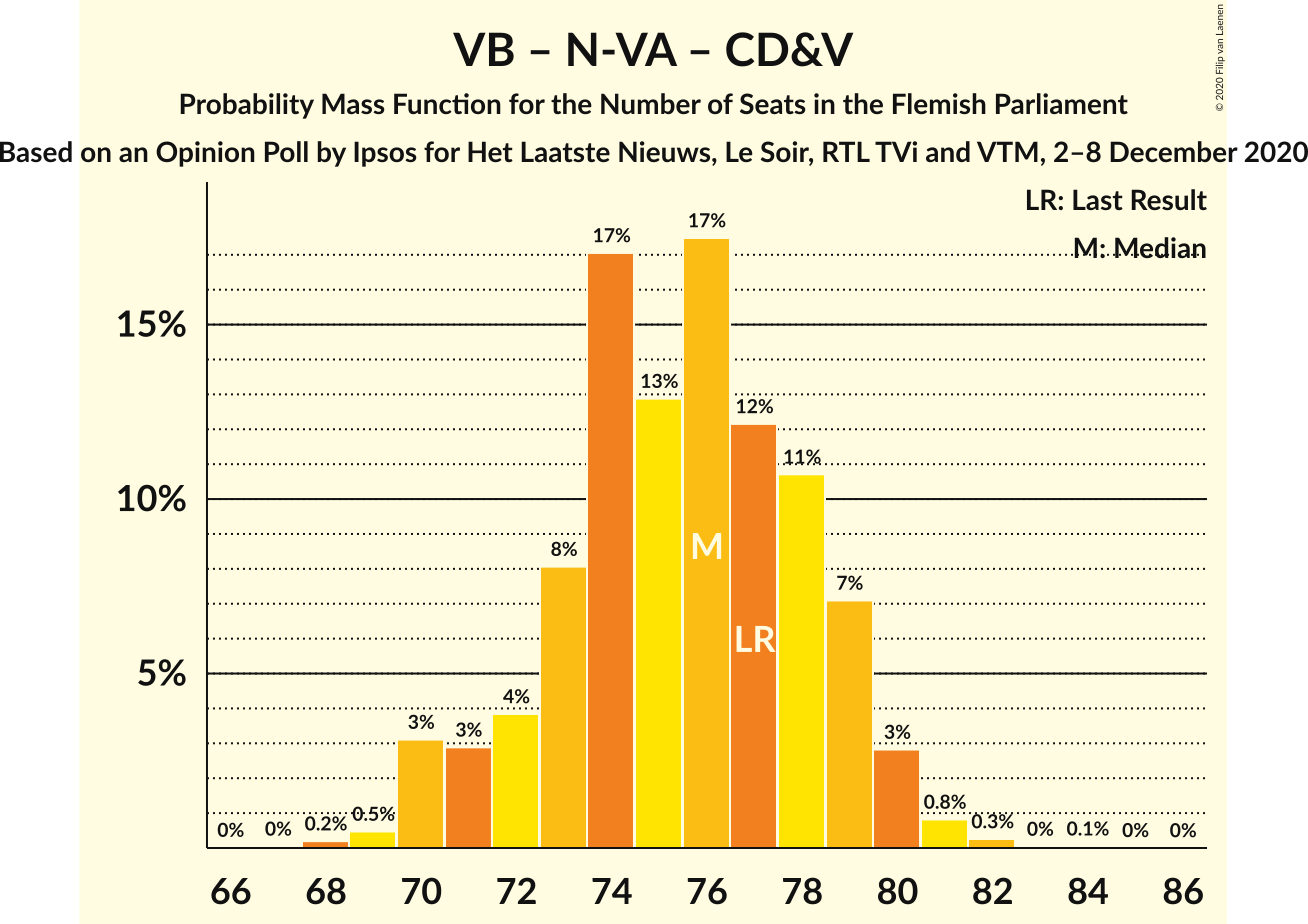 VB – N-VA – CD&V
Probability Mass Function for the Number of Seats in the Flemish Parliament
Based on an Opinion Poll by Ipsos for Het Laatste Nieuws, Le Soir, RTL TVi and VTM, 2–8 December 2020
© 2020 Filip van Laenen
LR: Last Result
M: Median
15%
10%
5%
0%
0%
0.2%
0.5%
3%
3%
4%
8%
17%
13%
17%
12%
11%
7%
3%
0.8%
0.3%
0%
0.1%
0%
0%
M
LR
66 68 70 72 74 76 78 80 82 84 86